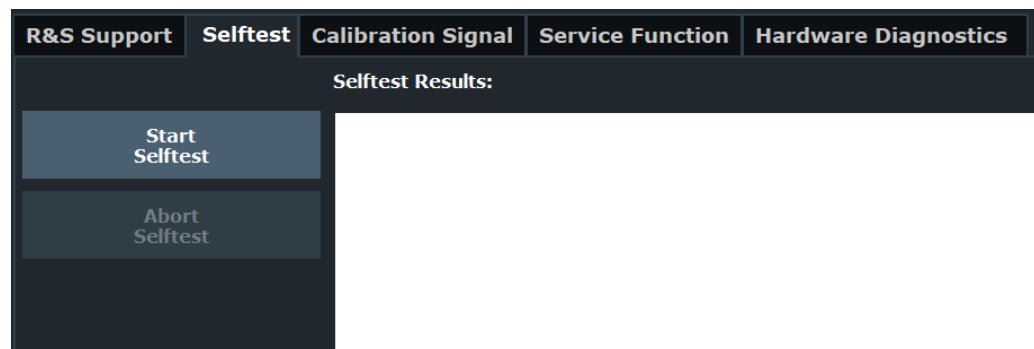 R&S Support Selftest Calibration Signal Service Function Hardware Diagnostics
Selftest Results:
Start
Selftest
Abort
Selftest